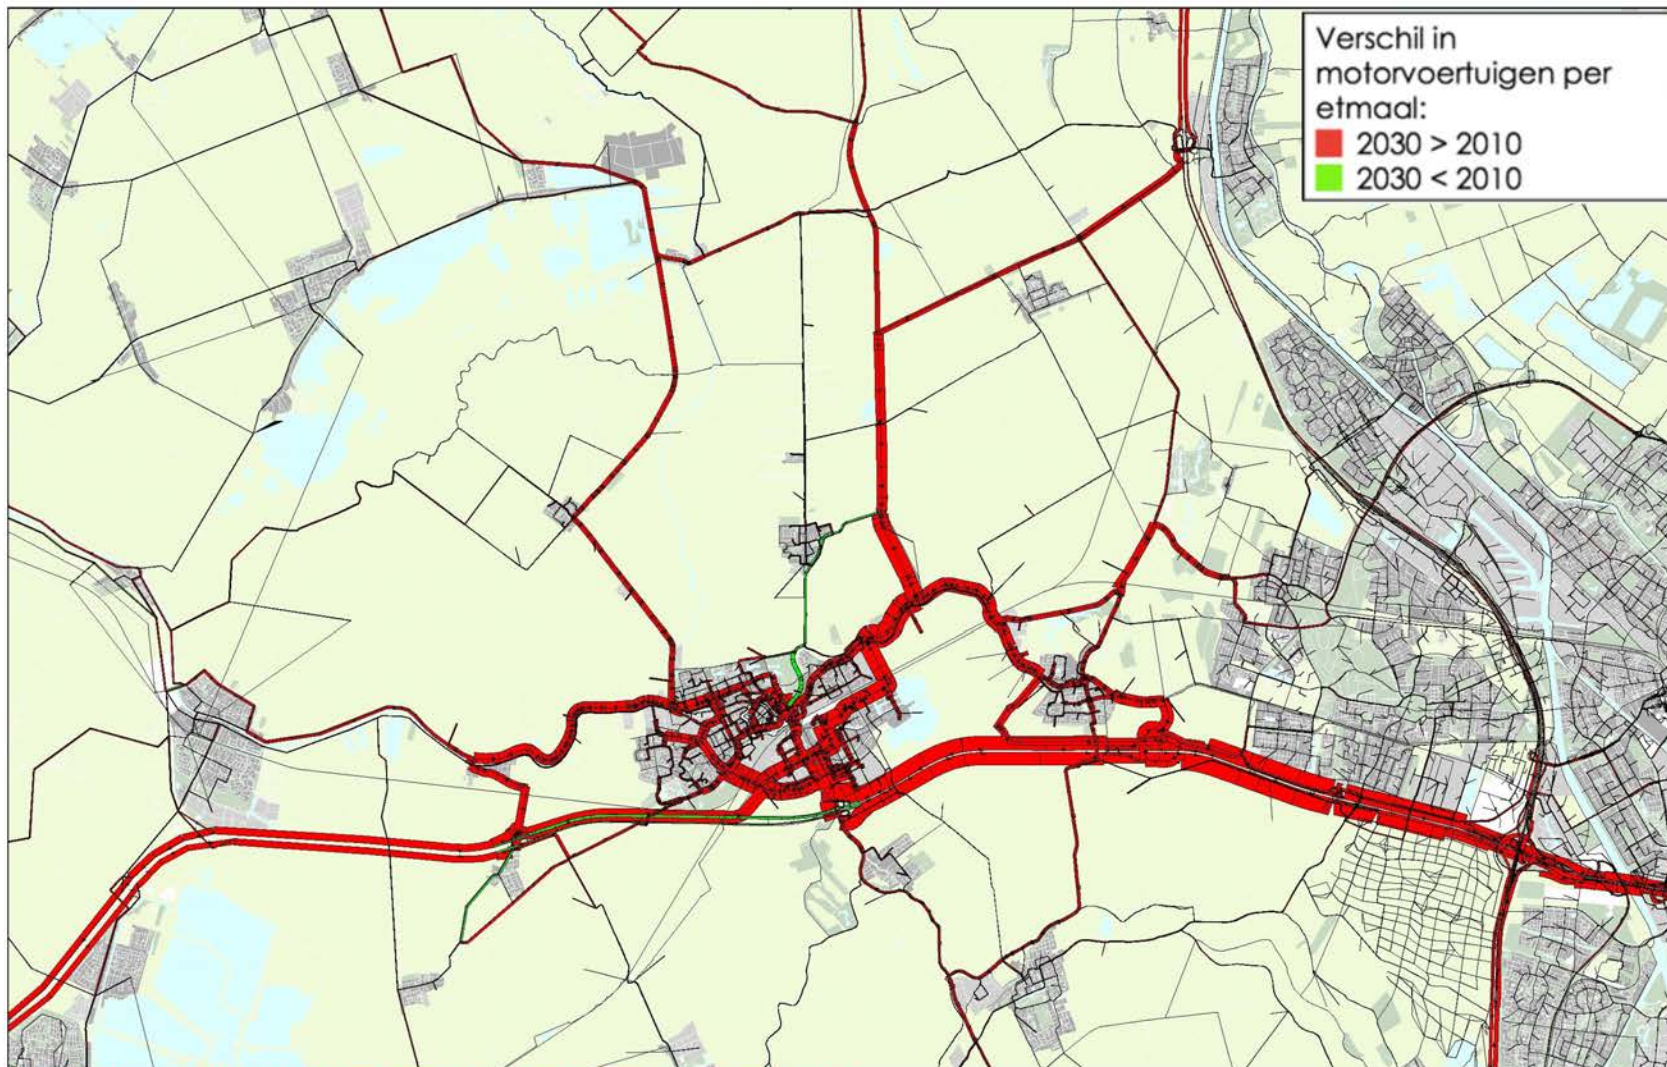 Verschil in
motorvoertuigen per
etmaal:
2030 > 2010
2030 < 2010